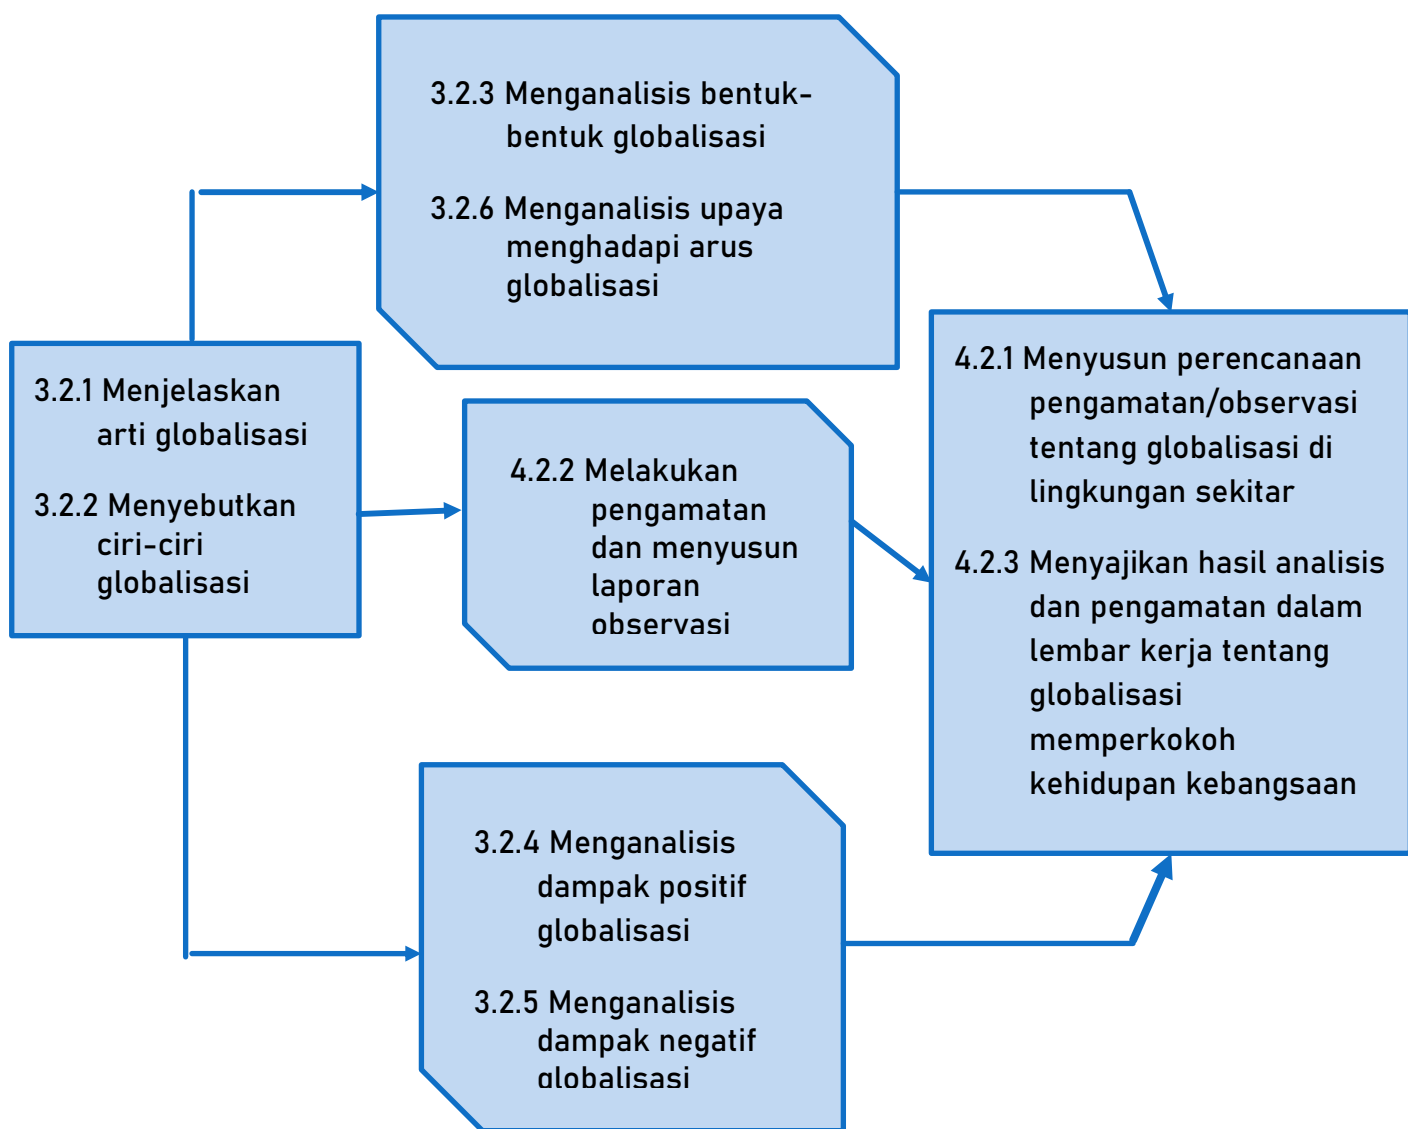 3.2.3 Menganalisis bentuk-
bentuk globalisasi
3.2.6 Menganalisis upaya
menghadapi arus
globalisasi
3.2.1 Menjelaskan
arti globalisasi
3.2.2 Menyebutkan
ciri-ciri
globalisasi
4.2.2 Melakukan
pengamatan
dan menyusun
laporan
observasi
4.2.1 Menyusun perencanaan
pengamatan/observasi
tentang globalisasi di
lingkungan sekitar
4.2.3 Menyajikan hasil analisis
dan pengamatan dalam
lembar kerja tentang
globalisasi
memperkokoh
kehidupan kebangsaan
3.2.4 Menganalisis
dampak positif
globalisasi
3.2.5 Menganalisis
dampak negatif
globalisasi